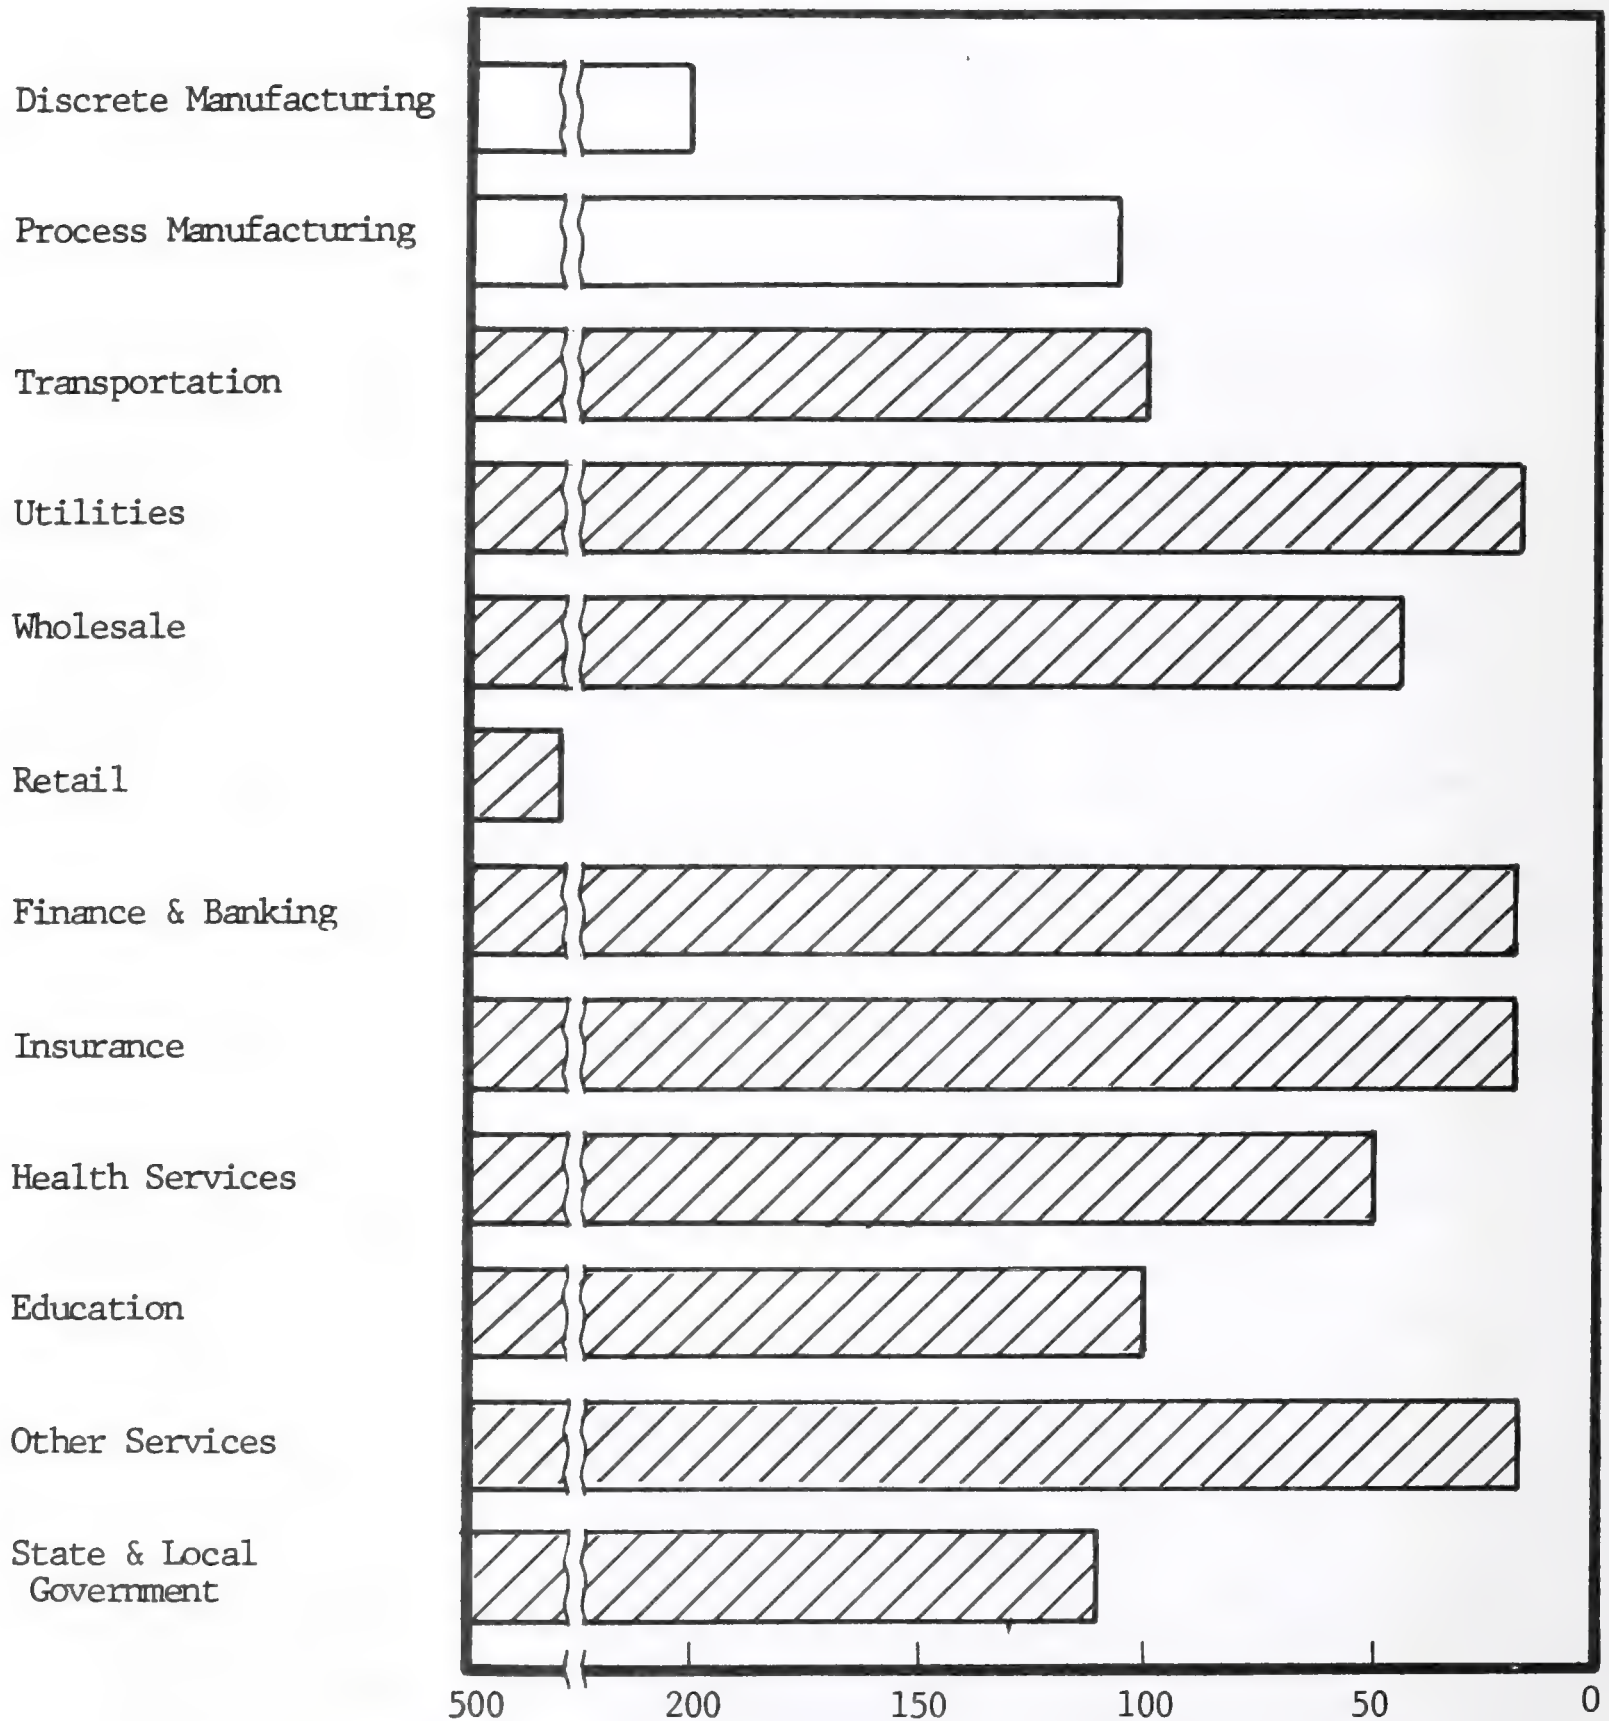 Discrete Manufacturing
Process Manufacturing
Transportation
Utilities
Wholesale
Retail
Finance & Banking
Insurance
Health Services
Education
Other Services
State & Local
Government
500 200 150 100 50 0